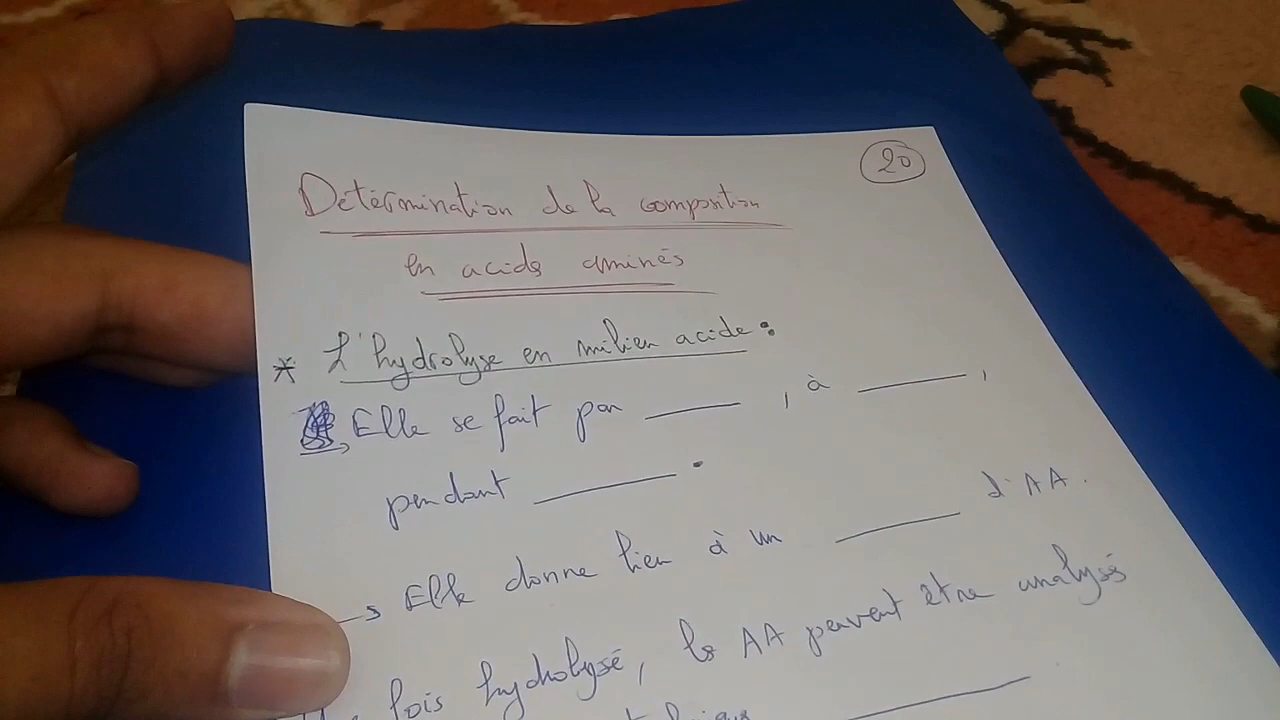 20
Détermination de la composition
en acides aminés
* L'hydrolyse en milieu acide :
Elle se fait par ____, à ____,
pendant ____.
→ Elle donne lieu à un ____ d'AA.
fois hydrolysé, les AA peuvent être analysés